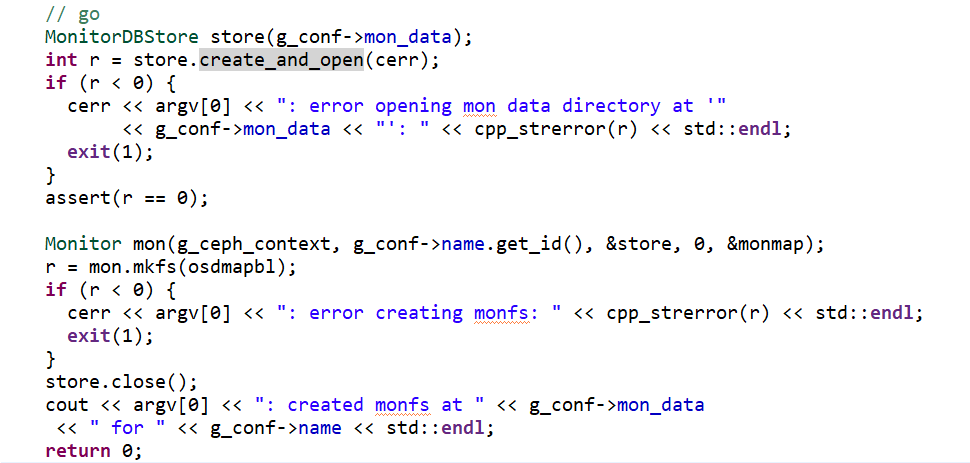 // go
MonitorDBStore store(g_conf->mon_data);
int r = store.create_and_open(cerr);
if (r < 0) {
  cerr << argv[0] << ": error opening mon data directory at '"
       << g_conf->mon_data << "': " << cpp_strerror(r) << std::endl;
  exit(1);
}
assert(r == 0);

Monitor mon(g_ceph_context, g_conf->name.get_id(), &store, 0, &monmap);
r = mon.mkfs(osdmapbl);
if (r < 0) {
  cerr << argv[0] << ": error creating monfs: " << cpp_strerror(r) << std::endl;
  exit(1);
}
store.close();
cout << argv[0] << ": created monfs at " << g_conf->mon_data
 << " for " << g_conf->name << std::endl;
return 0;